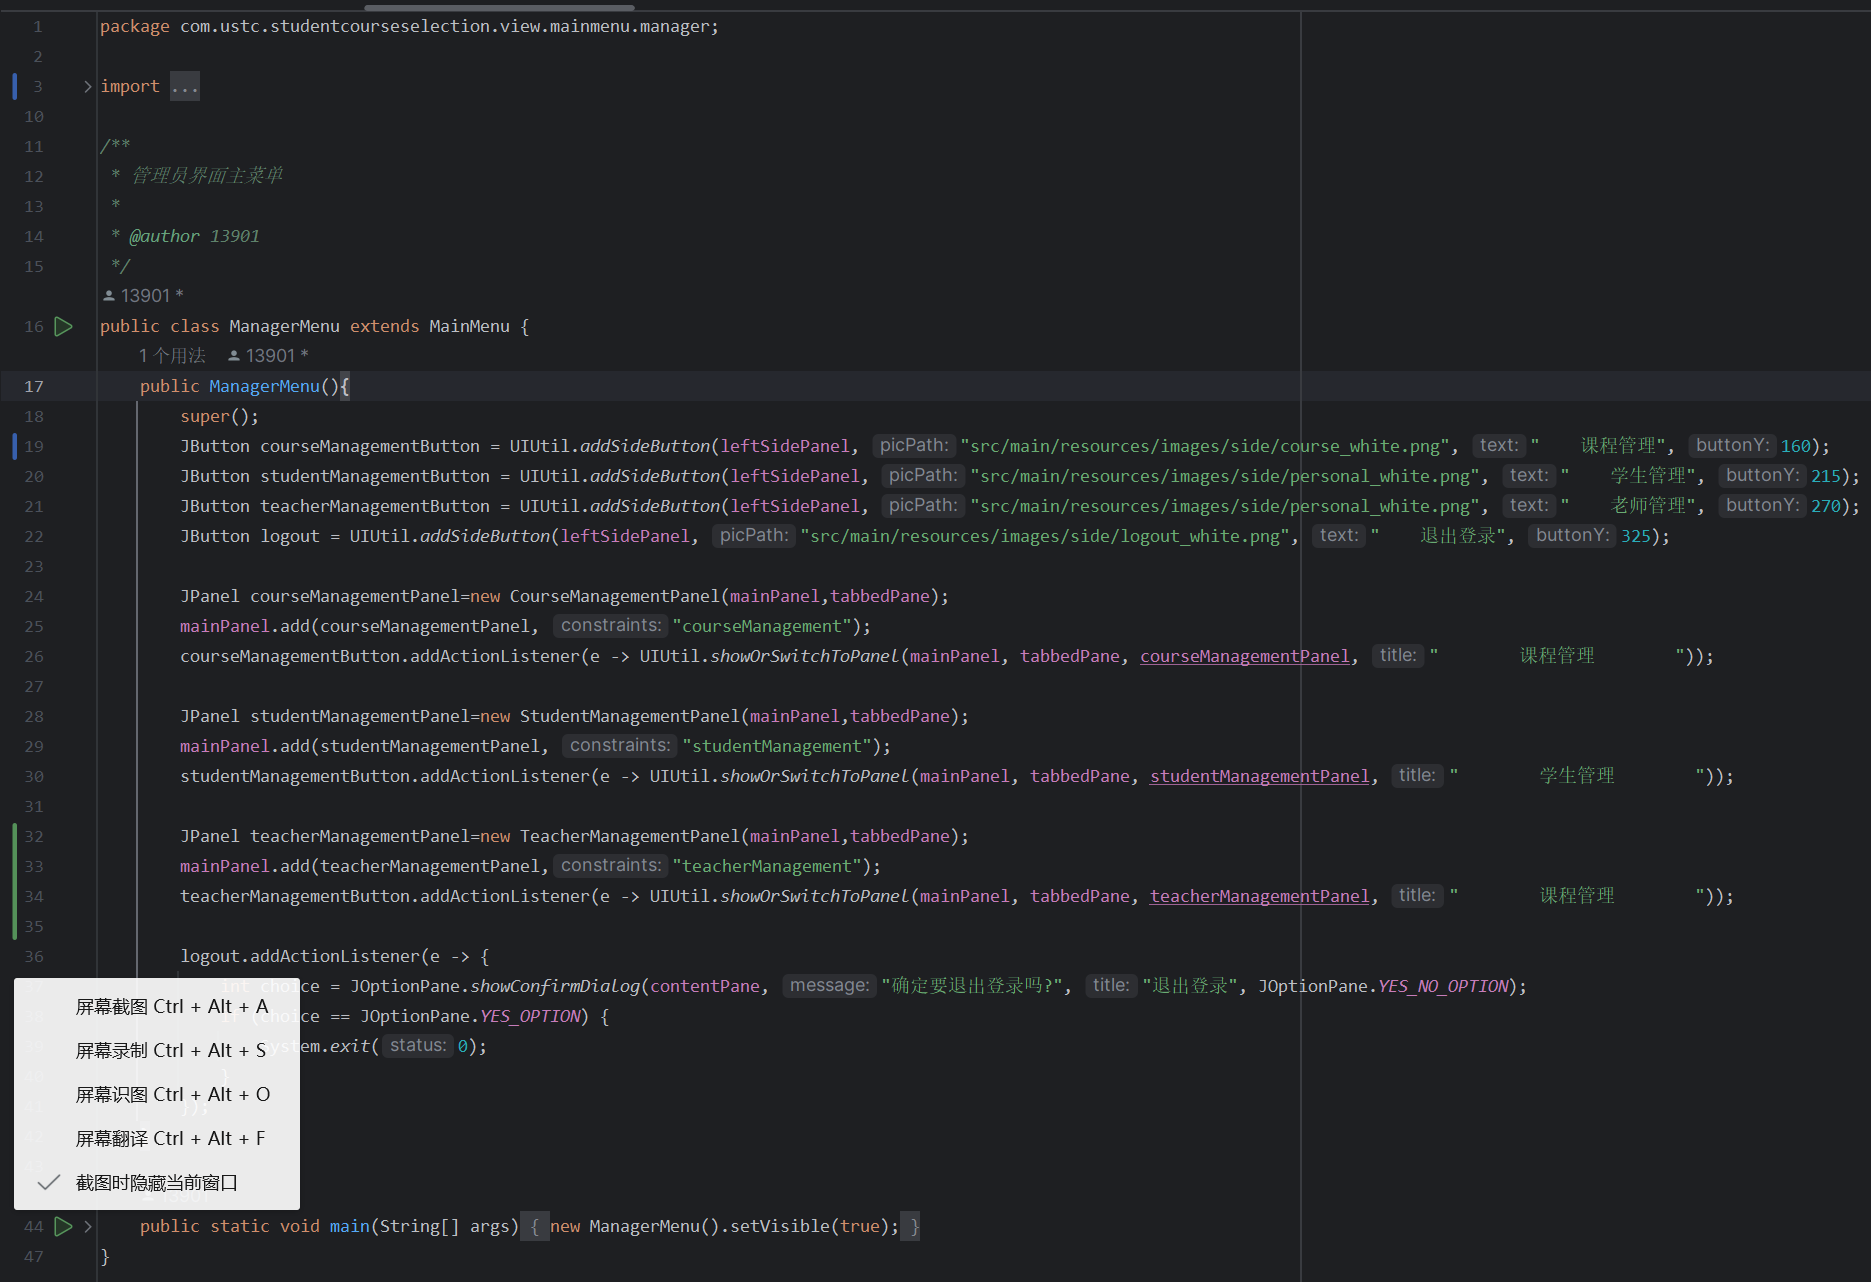 1 package com.ustc.studentcourseselection.view.mainmenu.manager;
2
3 import ...
10
11 /**
12 * 管理员界面主菜单
13 *
14 * @author 13901
15 */
13901 *
16 public class ManagerMenu extends MainMenu {
1 个用法 13901 *
17 public ManagerMenu(){
18 super();
19 JButton courseManagementButton = UIUtil.addSideButton(leftSidePanel, picPath: "src/main/resources/images/side/course_white.png", text: "    课程管理", buttonY: 160);
20 JButton studentManagementButton = UIUtil.addSideButton(leftSidePanel, picPath: "src/main/resources/images/side/personal_white.png", text: "    学生管理", buttonY: 215);
21 JButton teacherManagementButton = UIUtil.addSideButton(leftSidePanel, picPath: "src/main/resources/images/side/personal_white.png", text: "    老师管理", buttonY: 270);
22 JButton logout = UIUtil.addSideButton(leftSidePanel, picPath: "src/main/resources/images/side/logout_white.png", text: "    退出登录", buttonY: 325);
23
24 JPanel courseManagementPanel=new CourseManagementPanel(mainPanel,tabbedPane);
25 mainPanel.add(courseManagementPanel, constraints: "courseManagement");
26 courseManagementButton.addActionListener(e -> UIUtil.showOrSwitchToPanel(mainPanel, tabbedPane, courseManagementPanel, title: "        课程管理        "));
27
28 JPanel studentManagementPanel=new StudentManagementPanel(mainPanel,tabbedPane);
29 mainPanel.add(studentManagementPanel, constraints: "studentManagement");
30 studentManagementButton.addActionListener(e -> UIUtil.showOrSwitchToPanel(mainPanel, tabbedPane, studentManagementPanel, title: "        学生管理        "));
31
32 JPanel teacherManagementPanel=new TeacherManagementPanel(mainPanel,tabbedPane);
33 mainPanel.add(teacherManagementPanel, constraints: "teacherManagement");
34 teacherManagementButton.addActionListener(e -> UIUtil.showOrSwitchToPanel(mainPanel, tabbedPane, teacherManagementPanel, title: "        课程管理        "));
35
36 logout.addActionListener(e -> {
int choice = JOptionPane.showConfirmDialog(contentPane, message: "确定要退出登录吗?", title: "退出登录", JOptionPane.YES_NO_OPTION);
屏幕截图 Ctrl + Alt + A
(choice == JOptionPane.YES_OPTION) {
屏幕录制 Ctrl + Alt + S
System.exit( status: 0);
}
屏幕识图 Ctrl + Alt + O
});
屏幕翻译 Ctrl + Alt + F
截图时隐藏当前窗口
13901
44 public static void main(String[] args) { new ManagerMenu().setVisible(true); }
47 }